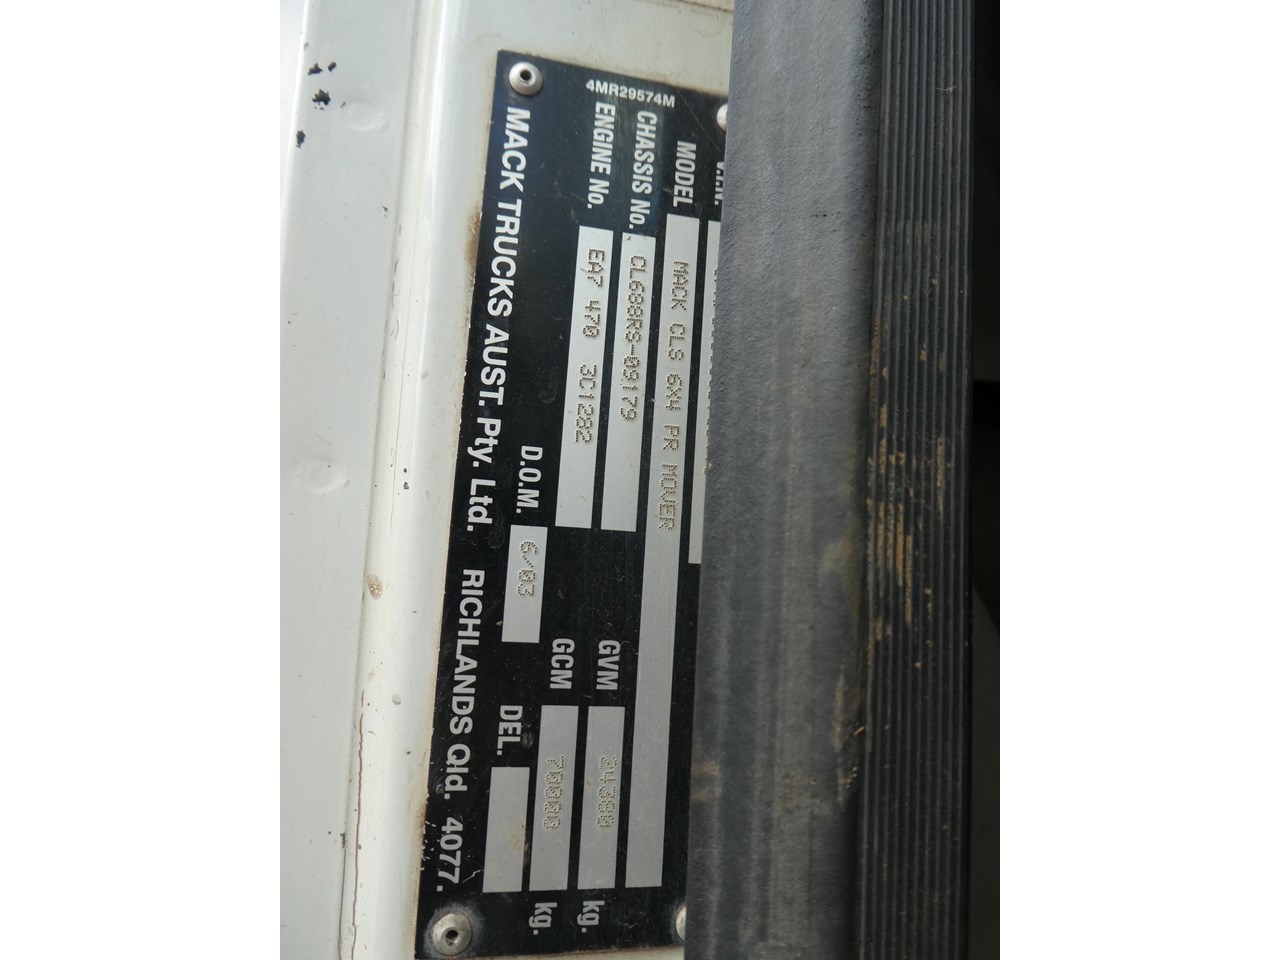 V.I.N.
MODEL MACK CLS 6X4 PR MOVER
CHASSIS No. CL688RS-09179
ENGINE No. EA7 470 3C1282
GVM 24380 kg.
GCM 70000 kg.
D.O.M. 6/03
DEL.
4MR29574M
MACK TRUCKS AUST. Pty. Ltd. RICHLANDS Qld. 4077.